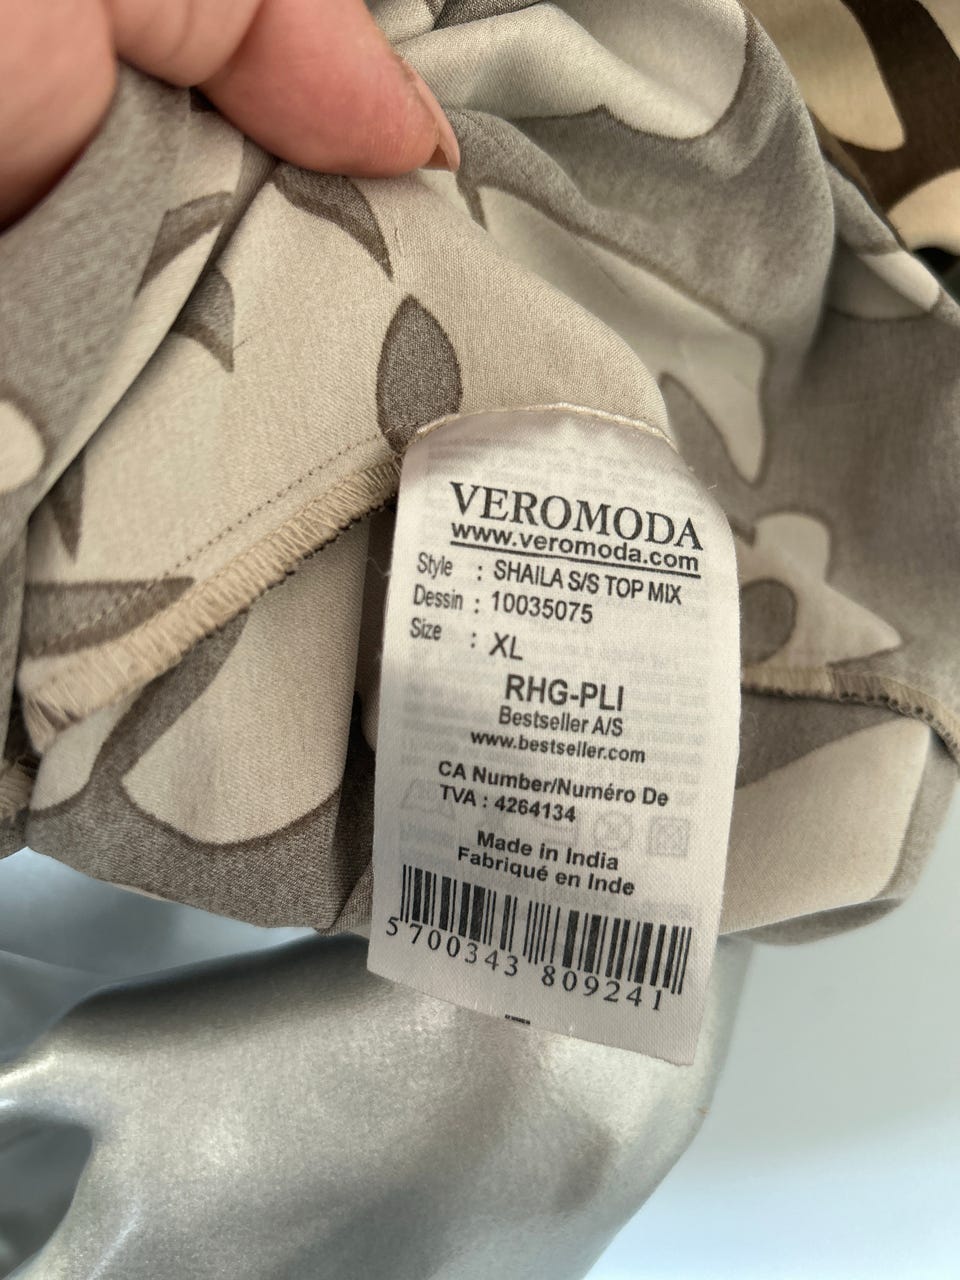 VEROMODA
www.veromoda.com
Style : SHAILA S/S TOP MIX
Dessin : 10035075
Size : XL
RHG-PLI
Bestseller A/S
www.bestseller.com
CA Number/Numéro De
TVA : 4264134
Made in India
Fabriqué en Inde
5 700343 809241